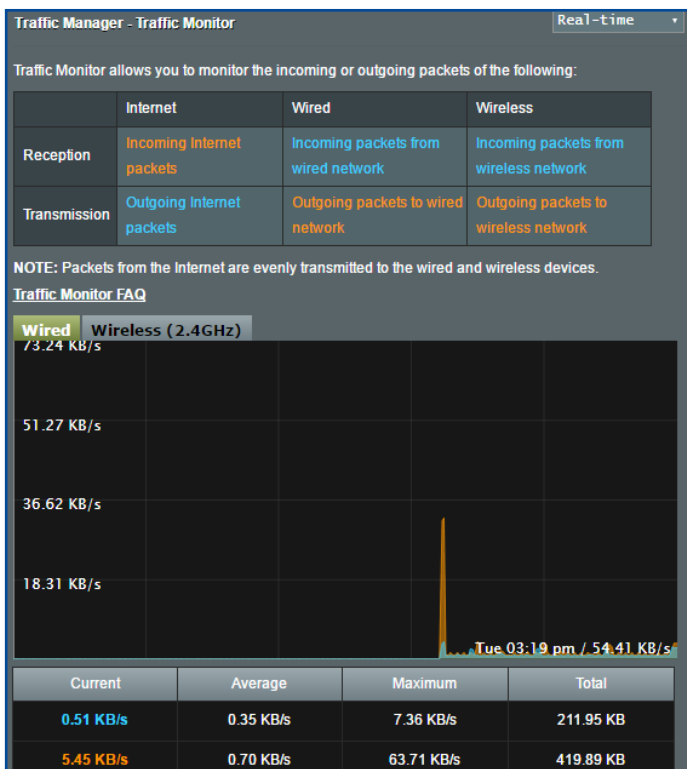 Traffic Manager - Traffic Monitor
Real-time
Traffic Monitor allows you to monitor the incoming or outgoing packets of the following:
Internet Wired Wireless
Reception
Incoming Internet packets
Incoming packets from wired network
Incoming packets from wireless network
Transmission
Outgoing Internet packets
Outgoing packets to wired network
Outgoing packets to wireless network
NOTE: Packets from the Internet are evenly transmitted to the wired and wireless devices.
Traffic Monitor FAQ
Wired Wireless (2.4GHz)
73.24 KB/s
51.27 KB/s
36.62 KB/s
18.31 KB/s
Tue 03:19 pm / 54.41 KB/s
Current Average Maximum Total
0.51 KB/s 0.35 KB/s 7.36 KB/s 211.95 KB
5.45 KB/s 0.70 KB/s 63.71 KB/s 419.89 KB